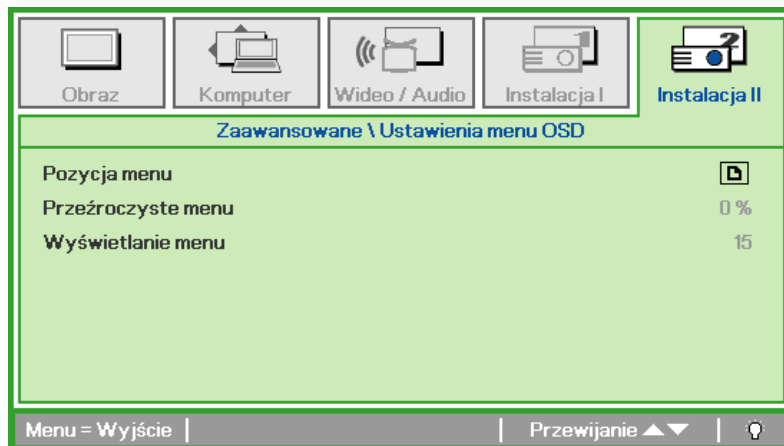 Obraz
Komputer
Wideo / Audio
Instalacja I
Instalacja II
Zaawansowane \ Ustawienia menu OSD
Pozycja menu
Przeźroczyste menu 0 %
Wyświetlanie menu 15
Menu = Wyjście | | Przewijanie ▲▼ |